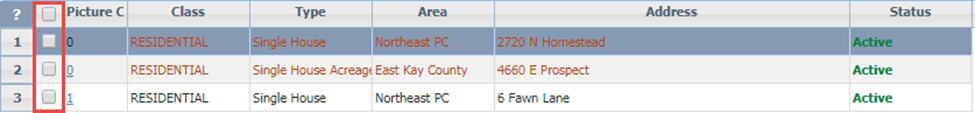 ? Picture C Class Type Area Address Status
1 0 RESIDENTIAL Single House Northeast PC 2720 N Homestead Active
2 0 RESIDENTIAL Single House Acreage East Kay County 4660 E Prospect Active
3 1 RESIDENTIAL Single House Northeast PC 6 Fawn Lane Active